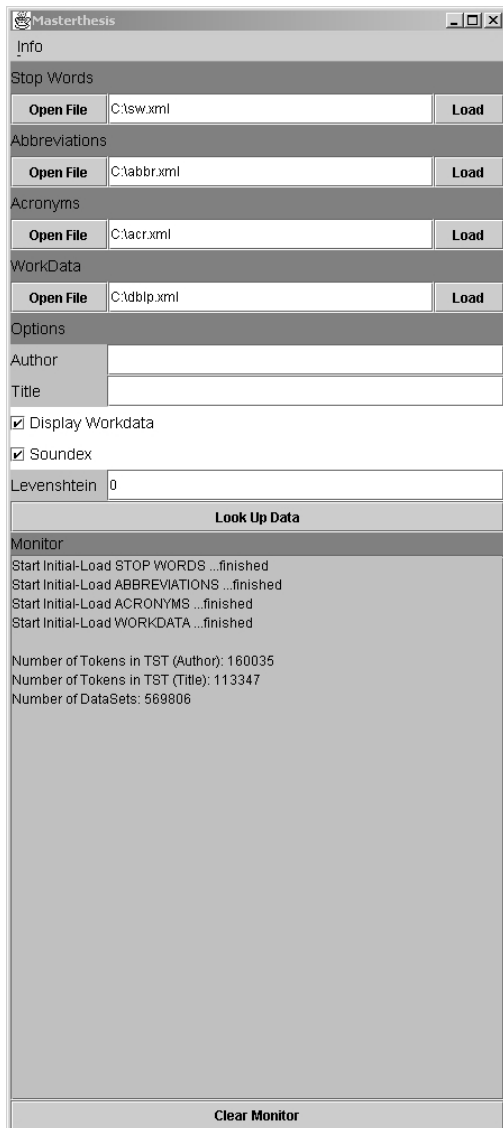 Masterthesis
Info
Stop Words
Open File C:\sw.xml Load
Abbreviations
Open File C:\abbr.xml Load
Acronyms
Open File C:\acr.xml Load
WorkData
Open File C:\dblp.xml Load
Options
Author
Title
Display Workdata
Soundex
Levenshtein 0
Look Up Data
Monitor
Start Initial-Load STOP WORDS ...finished
Start Initial-Load ABBREVIATIONS ...finished
Start Initial-Load ACRONYMS ...finished
Start Initial-Load WORKDATA ...finished
Number of Tokens in TST (Author): 160035
Number of Tokens in TST (Title): 113347
Number of DataSets: 569806
Clear Monitor